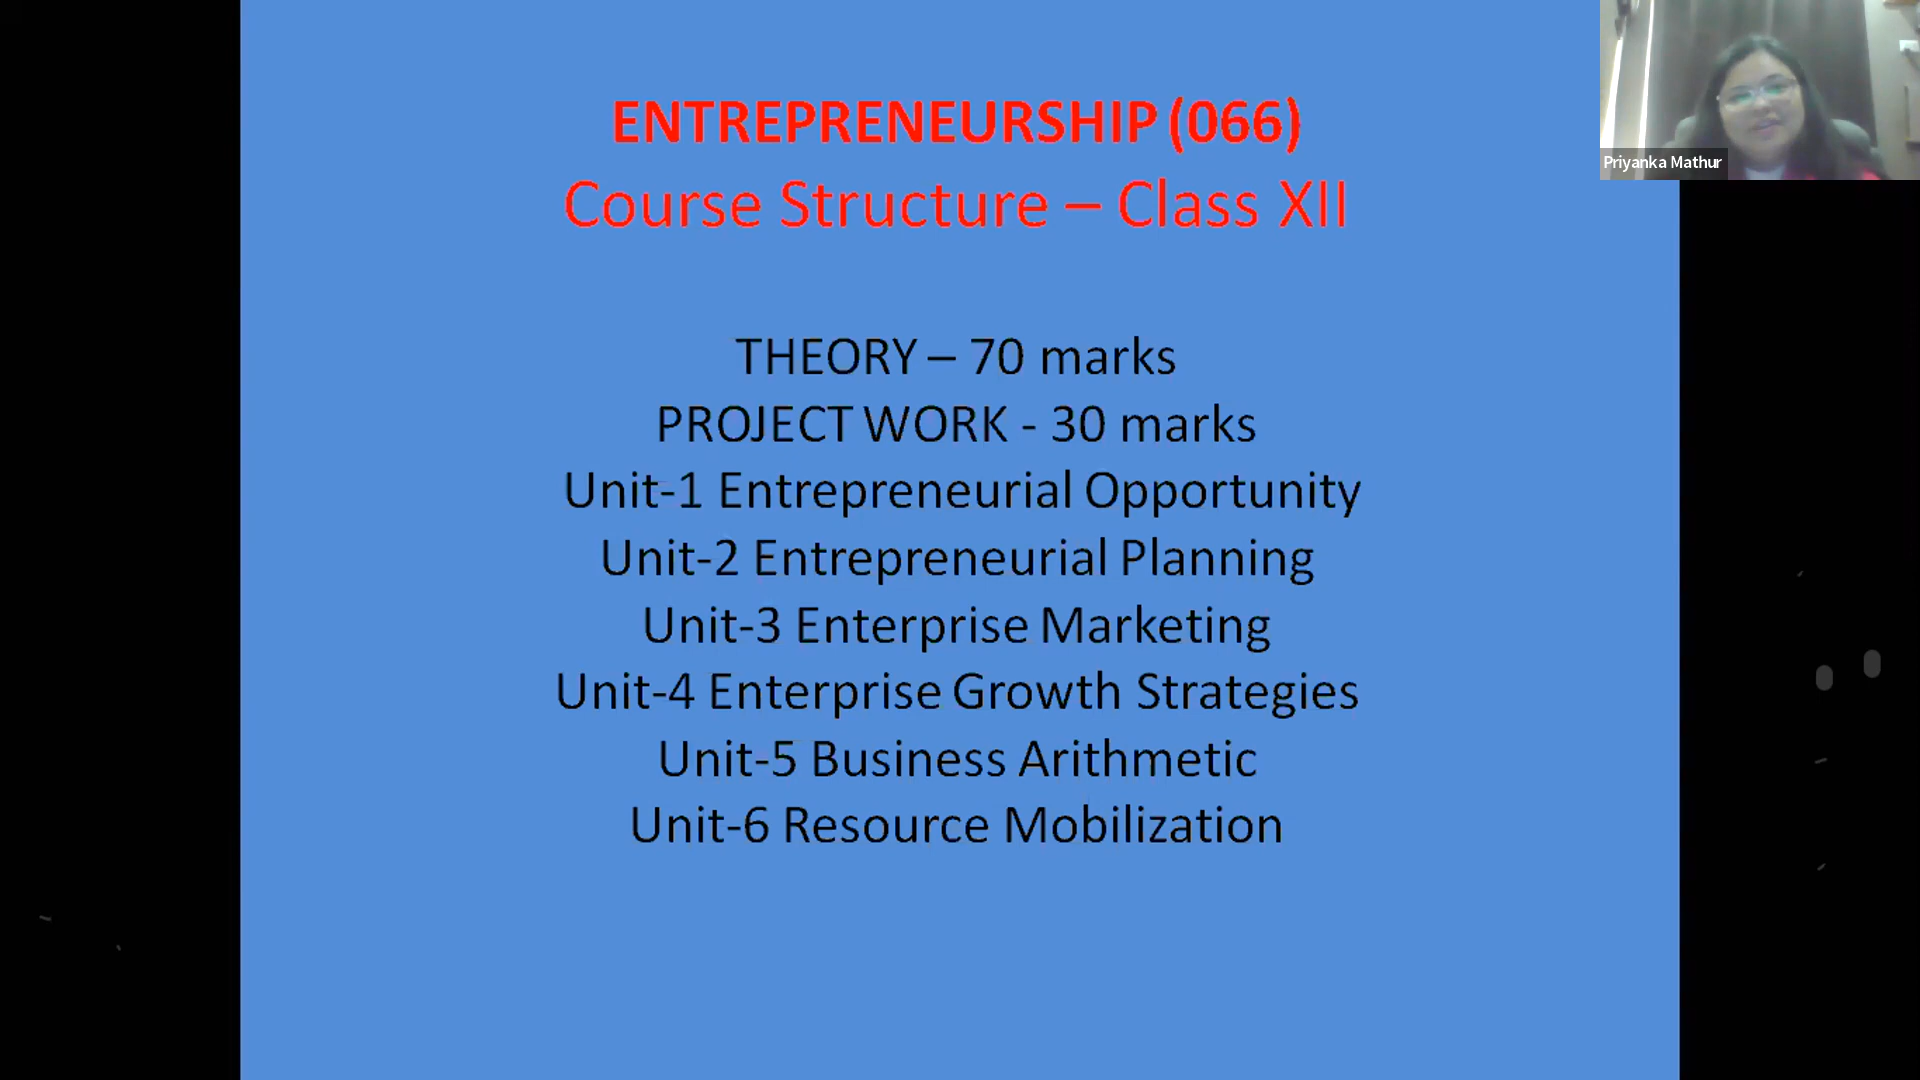 ENTREPRENEURSHIP (066)
Course Structure – Class XII
THEORY – 70 marks
PROJECT WORK - 30 marks
Unit-1 Entrepreneurial Opportunity
Unit-2 Entrepreneurial Planning
Unit-3 Enterprise Marketing
Unit-4 Enterprise Growth Strategies
Unit-5 Business Arithmetic
Unit-6 Resource Mobilization
Priyanka Mathur